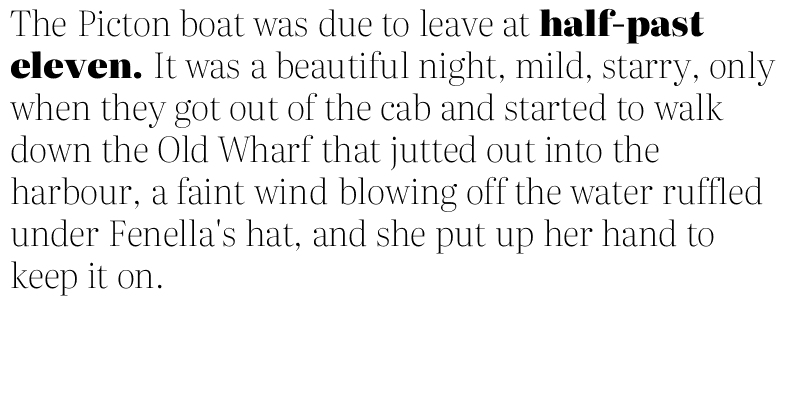 The Picton boat was due to leave at half-past
eleven. It was a beautiful night, mild, starry, only
when they got out of the cab and started to walk
down the Old Wharf that jutted out into the
harbour, a faint wind blowing off the water ruffled
under Fenella's hat, and she put up her hand to
keep it on.